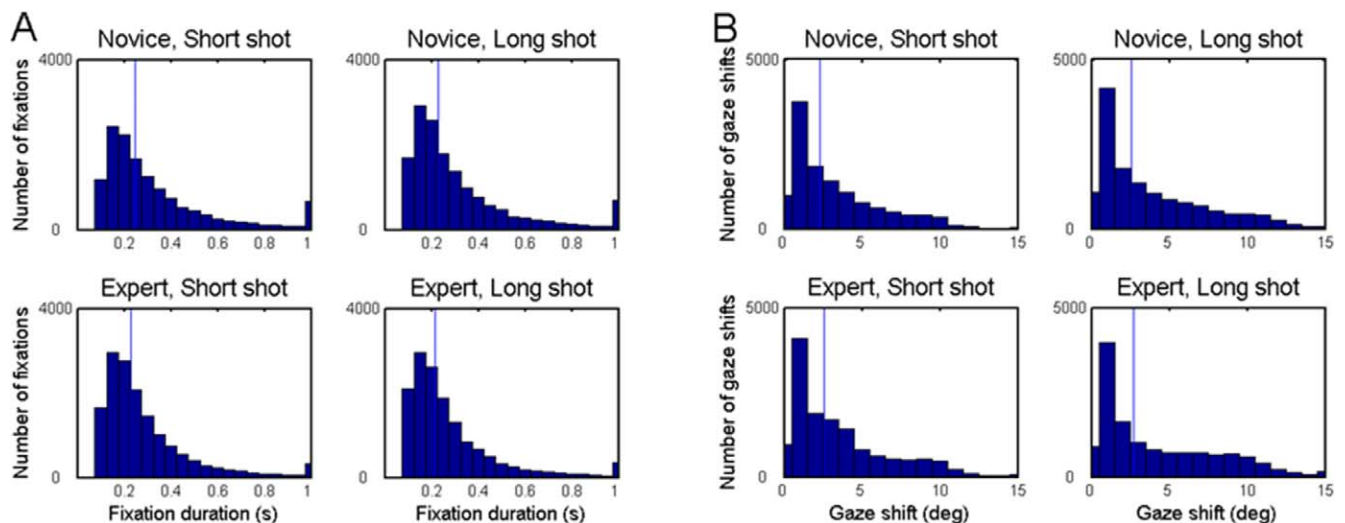 A
B
Novice, Short shot
Novice, Long shot
Novice, Short shot
Novice, Long shot
4000
4000
5000
5000
Number of fixations
Number of gaze shifts
0
0
0
0
0.2 0.4 0.6 0.8 1
0.2 0.4 0.6 0.8 1
0 5 10 15
0 5 10 15
Expert, Short shot
Expert, Long shot
Expert, Short shot
Expert, Long shot
4000
4000
5000
5000
Number of fixations
Number of gaze shifts
0
0
0
0
0.2 0.4 0.6 0.8 1
0.2 0.4 0.6 0.8 1
0 5 10 15
0 5 10 15
Fixation duration (s)
Fixation duration (s)
Gaze shift (deg)
Gaze shift (deg)